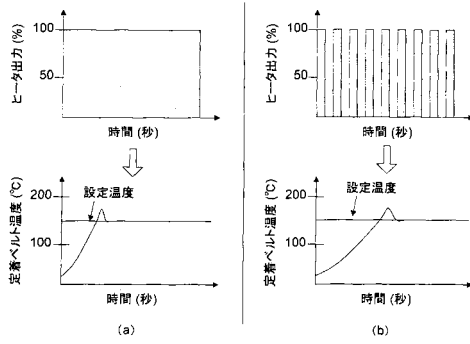 ヒータ出力 (%)
100
50
時間 (秒)
定着ベルト温度 (℃)
200
100
設定温度
時間 (秒)
(a)
ヒータ出力 (%)
100
50
時間 (秒)
定着ベルト温度 (℃)
200
100
設定温度
時間 (秒)
(b)